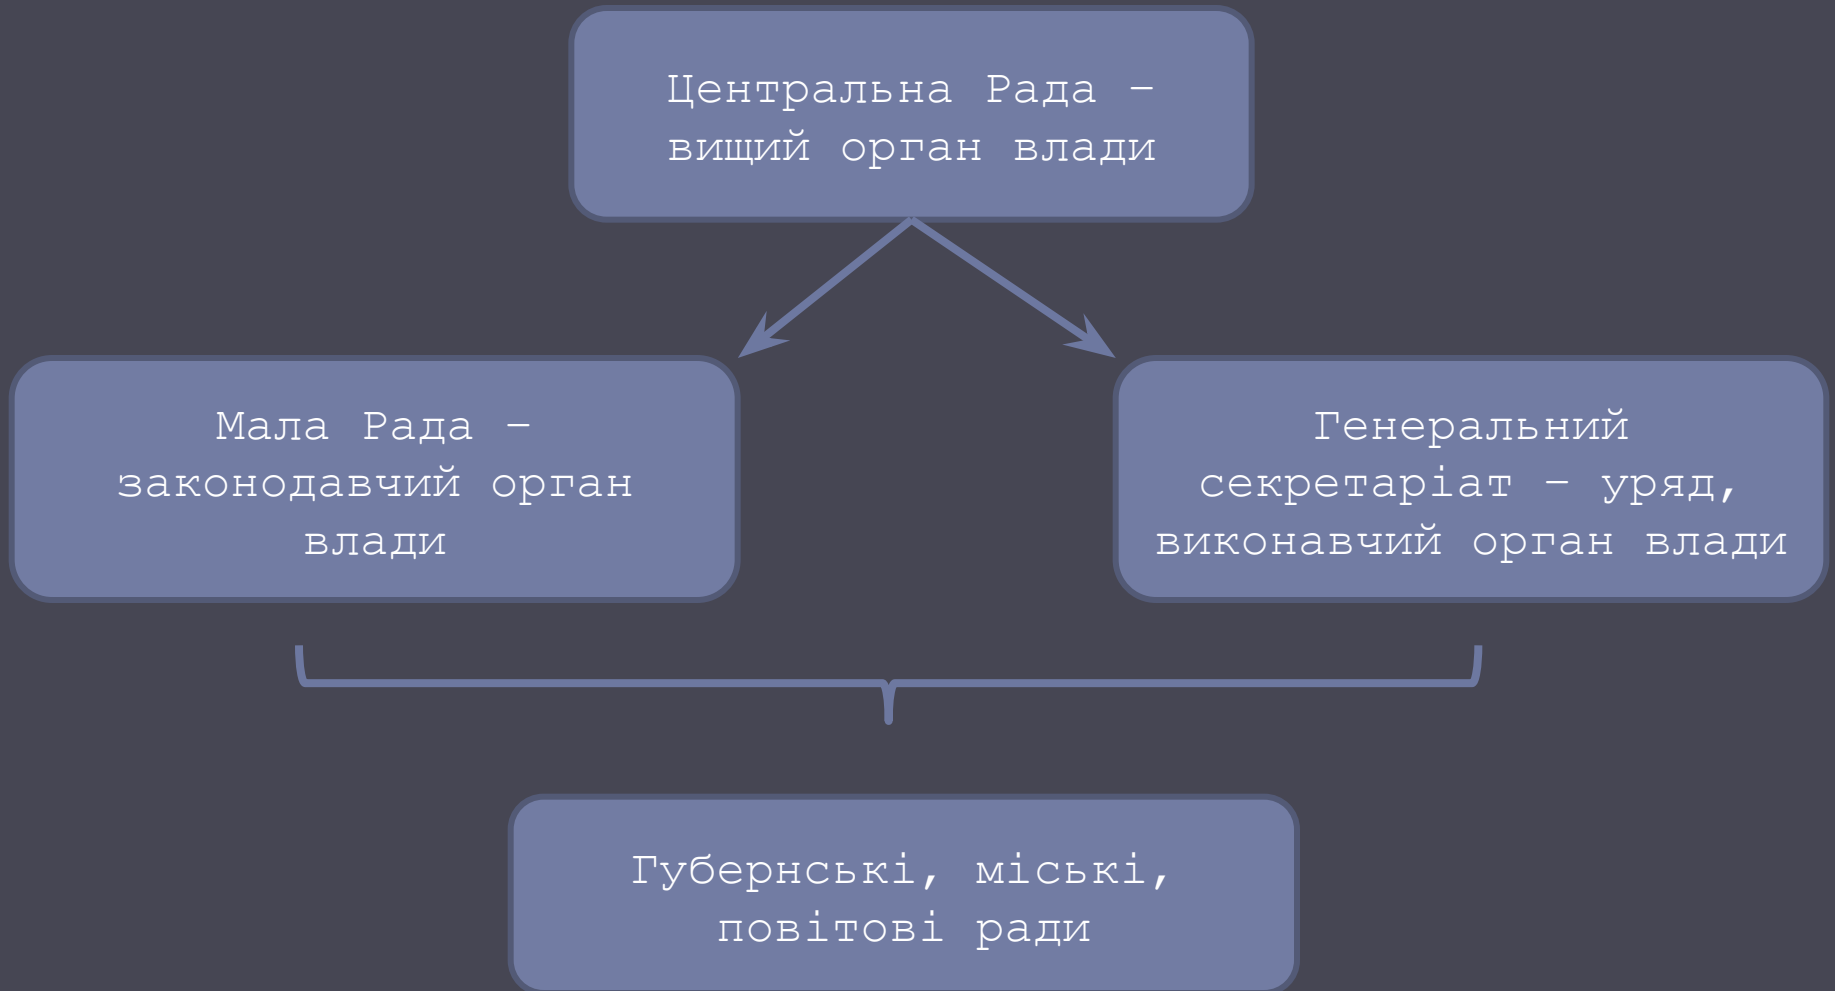 Центральна Рада –
вищий орган влади
Мала Рада –
законодавчий орган
влади
Генеральний
секретаріат – уряд,
виконавчий орган влади
Губернські, міські,
повітові ради